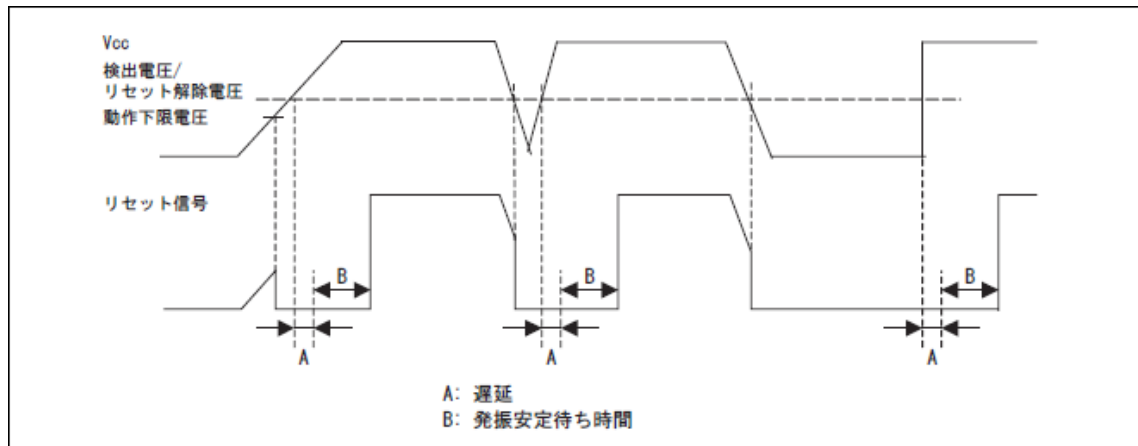 Vcc
検出電圧/
リセット解除電圧
動作下限電圧
リセット信号
B
B
B
A
A
A
A: 遅延
B: 発振安定待ち時間